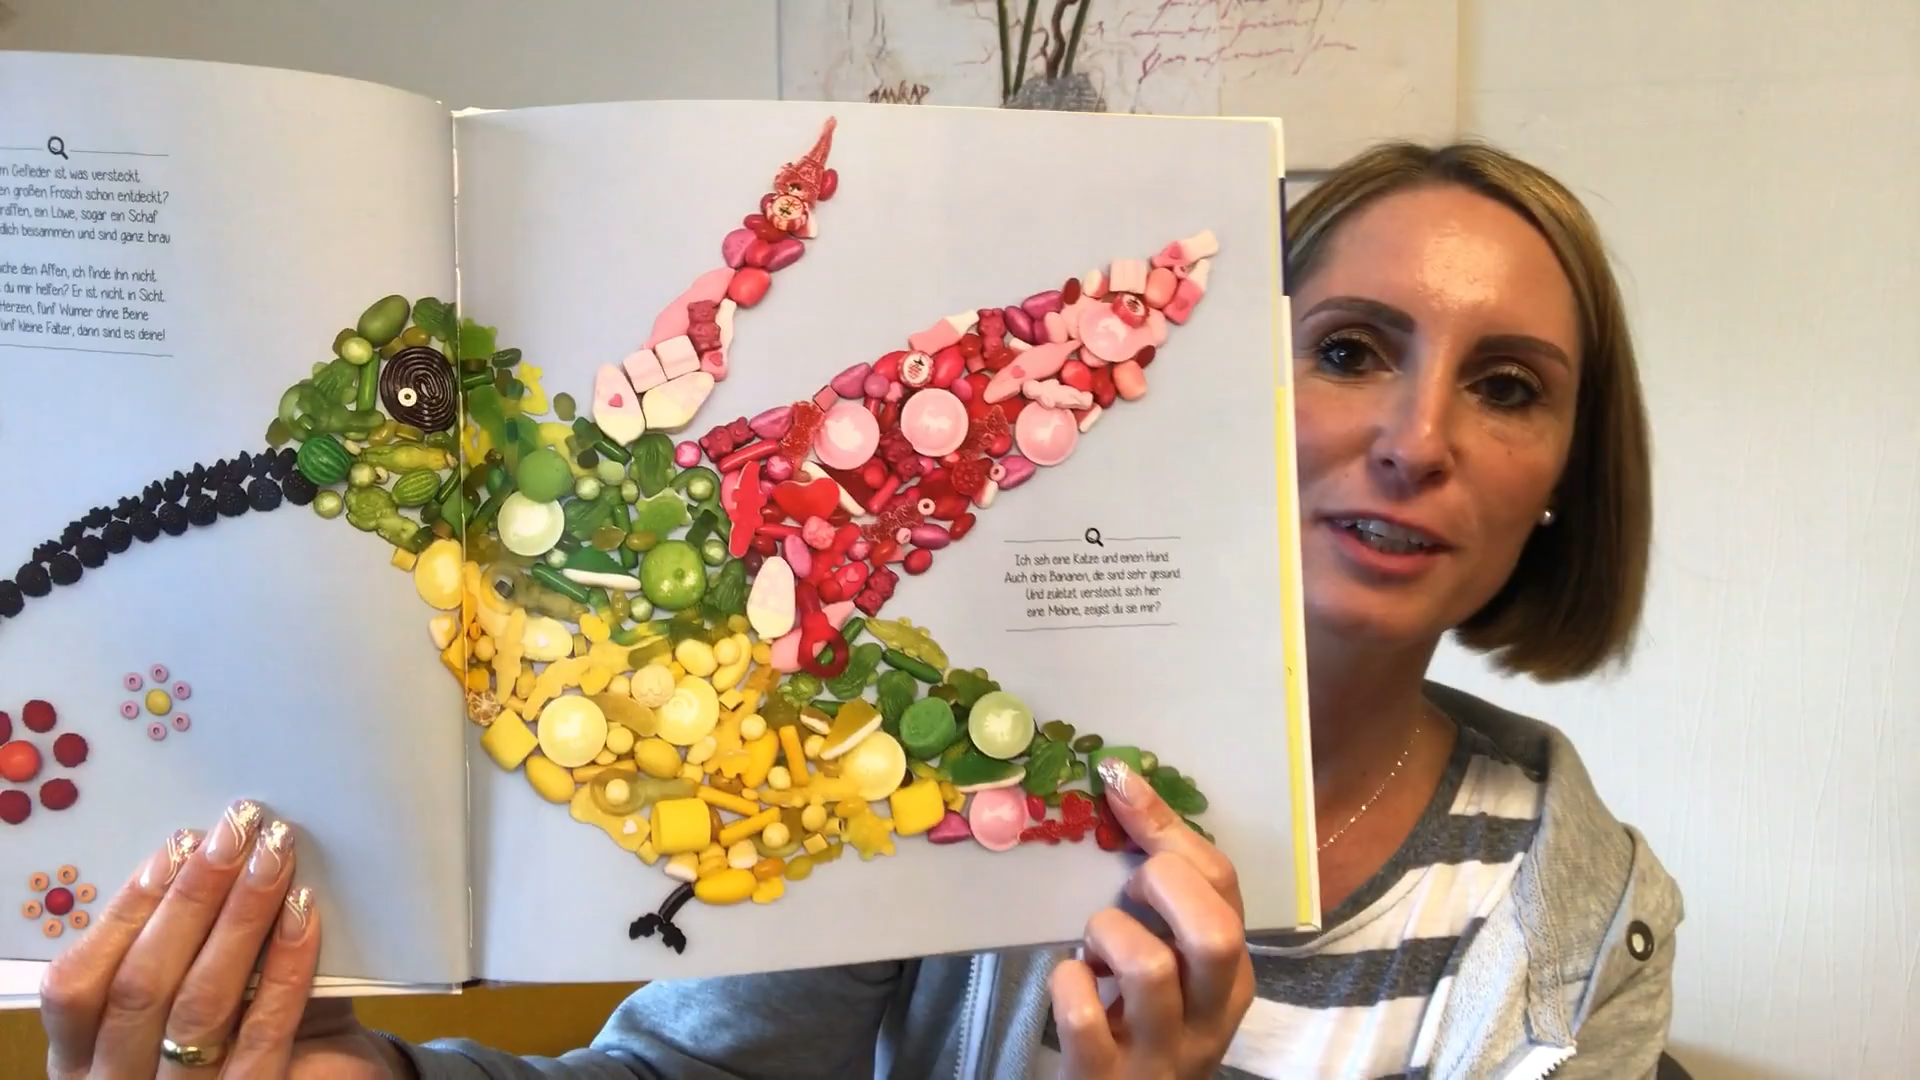 JANKAP
m Gefieder ist was versteckt.
en großen Frosch schon entdeckt?
raffen, ein Löwe, sogar ein Schaf
dlich beisammen und sind ganz brav
che den Affen, ich finde ihn nicht.
du mir helfen? Er ist nicht in Sicht.
Herzen, fünf Würmer ohne Beine
ünf kleine Falter, dann sind es deine!
Ich seh eine Katze und einen Hund.
Auch drei Bananen, die sind sehr gesund.
Und zuletzt versteckt sich hier
eine Melone, zeigst du sie mir?